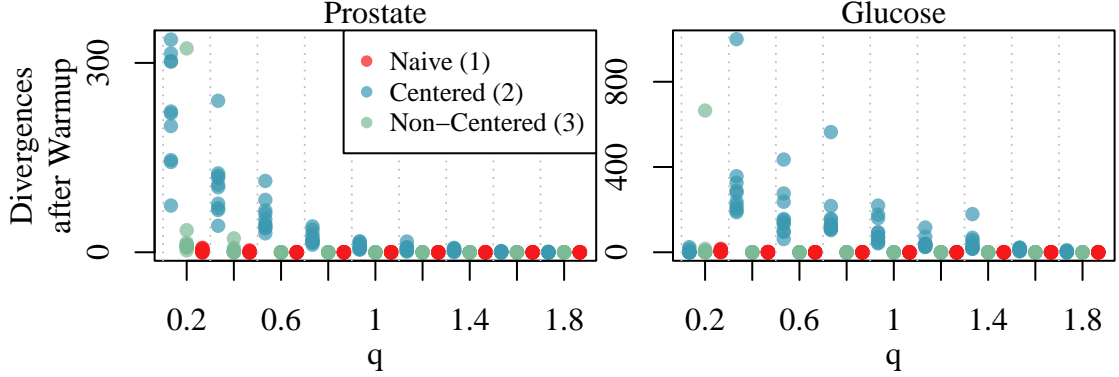 Prostate
Glucose
Divergences
after Warmup
300
0
Naive (1)
Centered (2)
Non−Centered (3)
0.2 0.6 1 1.4 1.8
q
800
400
0
0.2 0.6 1 1.4 1.8
q